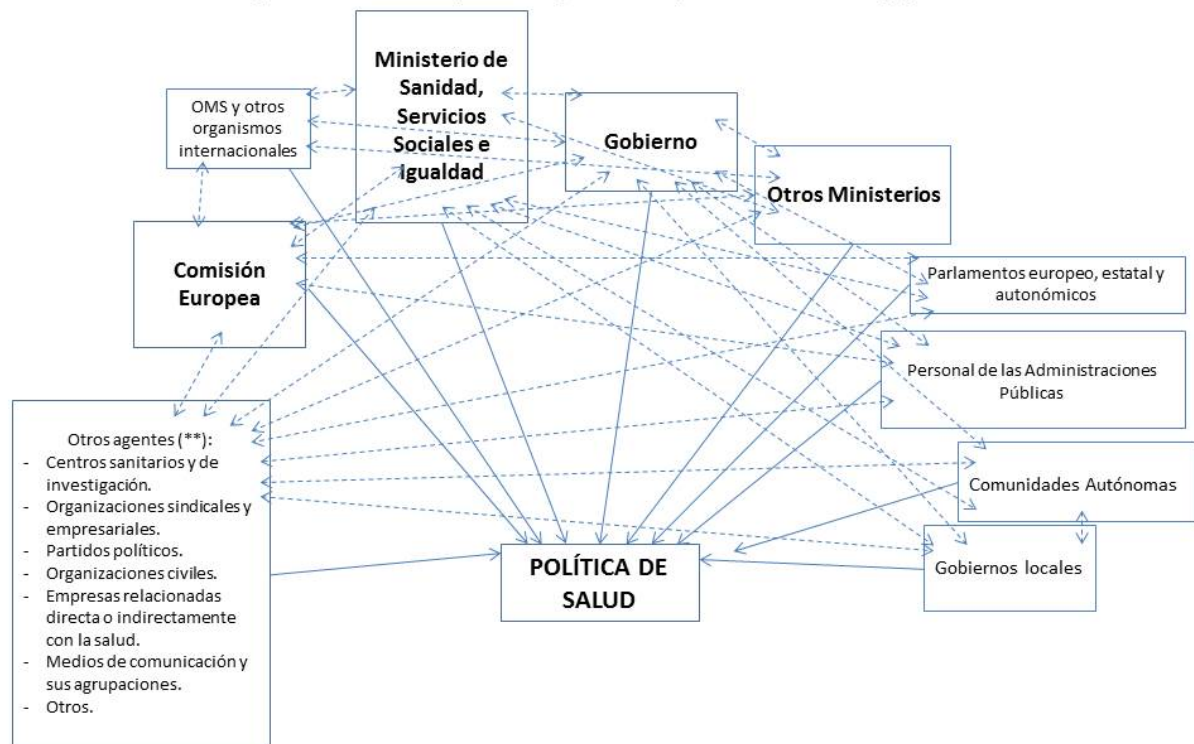 Ministerio de
Sanidad,
Servicios
Sociales e
Igualdad
OMS y otros
organismos
internacionales
Gobierno
Otros Ministerios
Comisión
Europea
Parlamentos europeo, estatal y
autonómicos
Personal de las Administraciones
Públicas
Otros agentes (**):
- Centros sanitarios y de
investigación.
- Organizaciones sindicales y
empresariales.
- Partidos políticos.
- Organizaciones civiles.
- Empresas relacionadas
directa o indirectamente
con la salud.
- Medios de comunicación y
sus agrupaciones.
- Otros.
Comunidades Autónomas
Gobiernos locales
POLÍTICA DE
SALUD